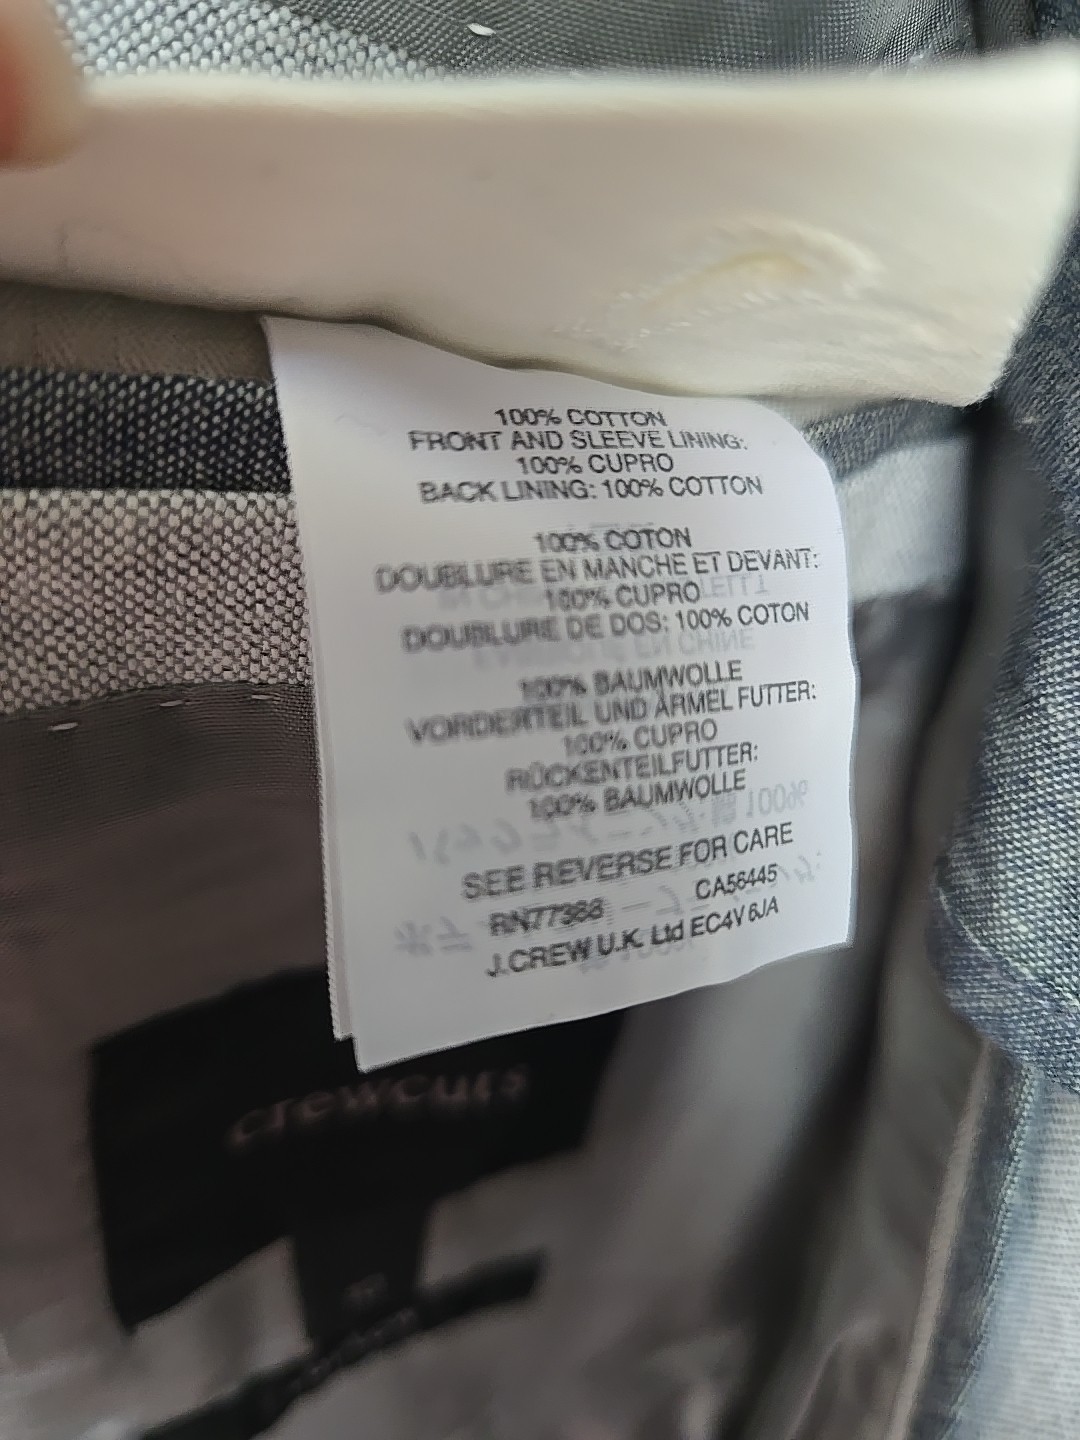 100% COTTON
FRONT AND SLEEVE LINING:
100% CUPRO
BACK LINING: 100% COTTON
100% COTON
DOUBLURE EN MANCHE ET DEVANT:
100% CUPRO
DOUBLURE DE DOS: 100% COTON
100% BAUMWOLLE
VORDERTEIL UND ÄRMEL FUTTER:
100% CUPRO
RÜCKENTEILFUTTER:
100% BAUMWOLLE
SEE REVERSE FOR CARE
RN77388 CA56445
J.CREW U.K. Ltd EC4V 6JA
crewcuts